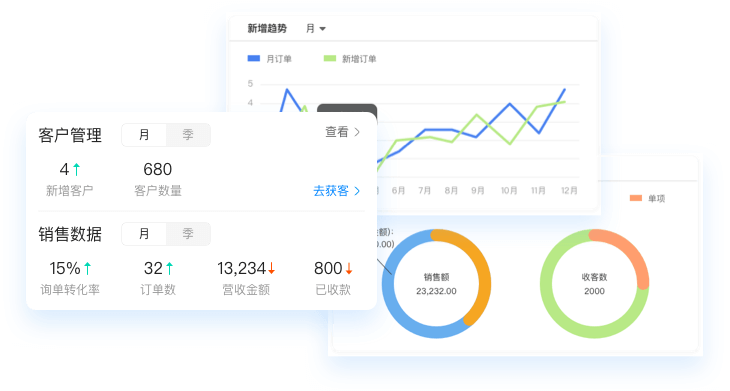 新增趋势 月
月订单 新增订单
5
4
6月 7月 8月 9月 10月 11月 12月
客户管理 月 季 查看
4 680
新增客户 客户数量 去获客
销售数据 月 季
15% 32 13,234 800
询单转化率 订单数 营收金额 已收款
单项
销售额
23,232.00
收客数
2000